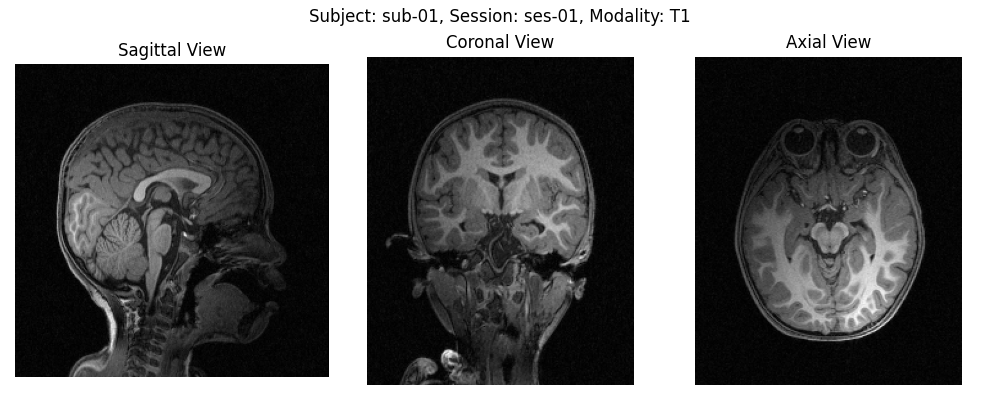 Subject: sub-01, Session: ses-01, Modality: T1
Sagittal View
Coronal View
Axial View